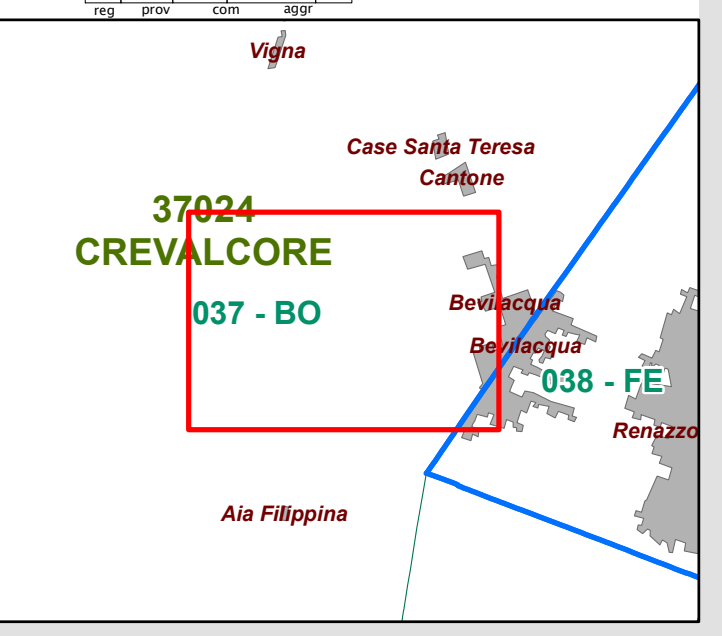 reg prov com aggr
Vigna
Case Santa Teresa
Cantone
37024
CREVALCORE
Bevilacqua
037 - BO
Bevilacqua
038 - FE
Renazzo
Aia Filippina